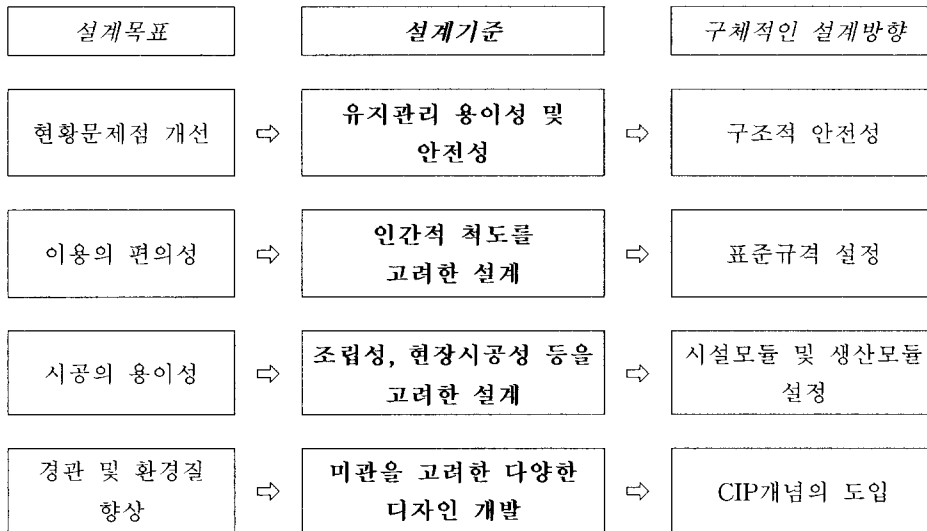 설계목표
설계기준
구체적인 설계방향
현황문제점 개선
⇨
유지관리 용이성 및
안전성
⇨
구조적 안전성
이용의 편의성
⇨
인간적 척도를
고려한 설계
⇨
표준규격 설정
시공의 용이성
⇨
조립성, 현장시공성 등을
고려한 설계
⇨
시설모듈 및 생산모듈
설정
경관 및 환경질
향상
⇨
미관을 고려한 다양한
디자인 개발
⇨
CIP개념의 도입